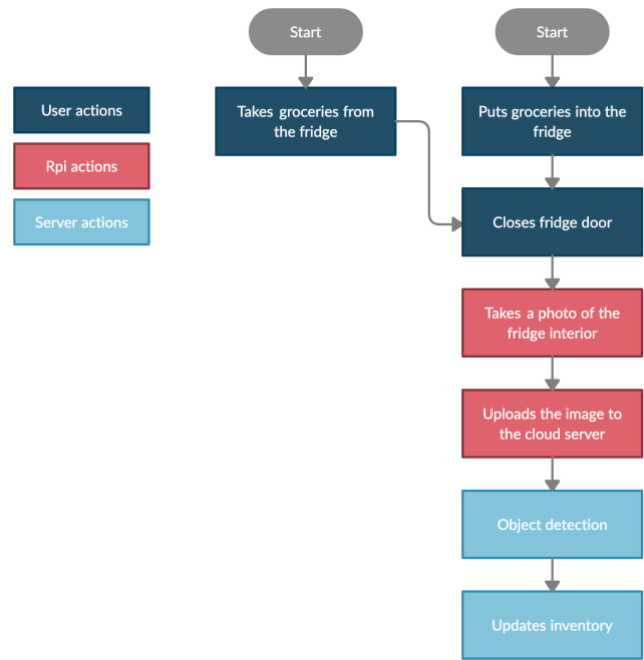 Start
Start
User actions
Takes groceries from
the fridge
Puts groceries into the
fridge
Rpi actions
Server actions
Closes fridge door
Takes a photo of the
fridge interior
Uploads the image to
the cloud server
Object detection
Updates inventory